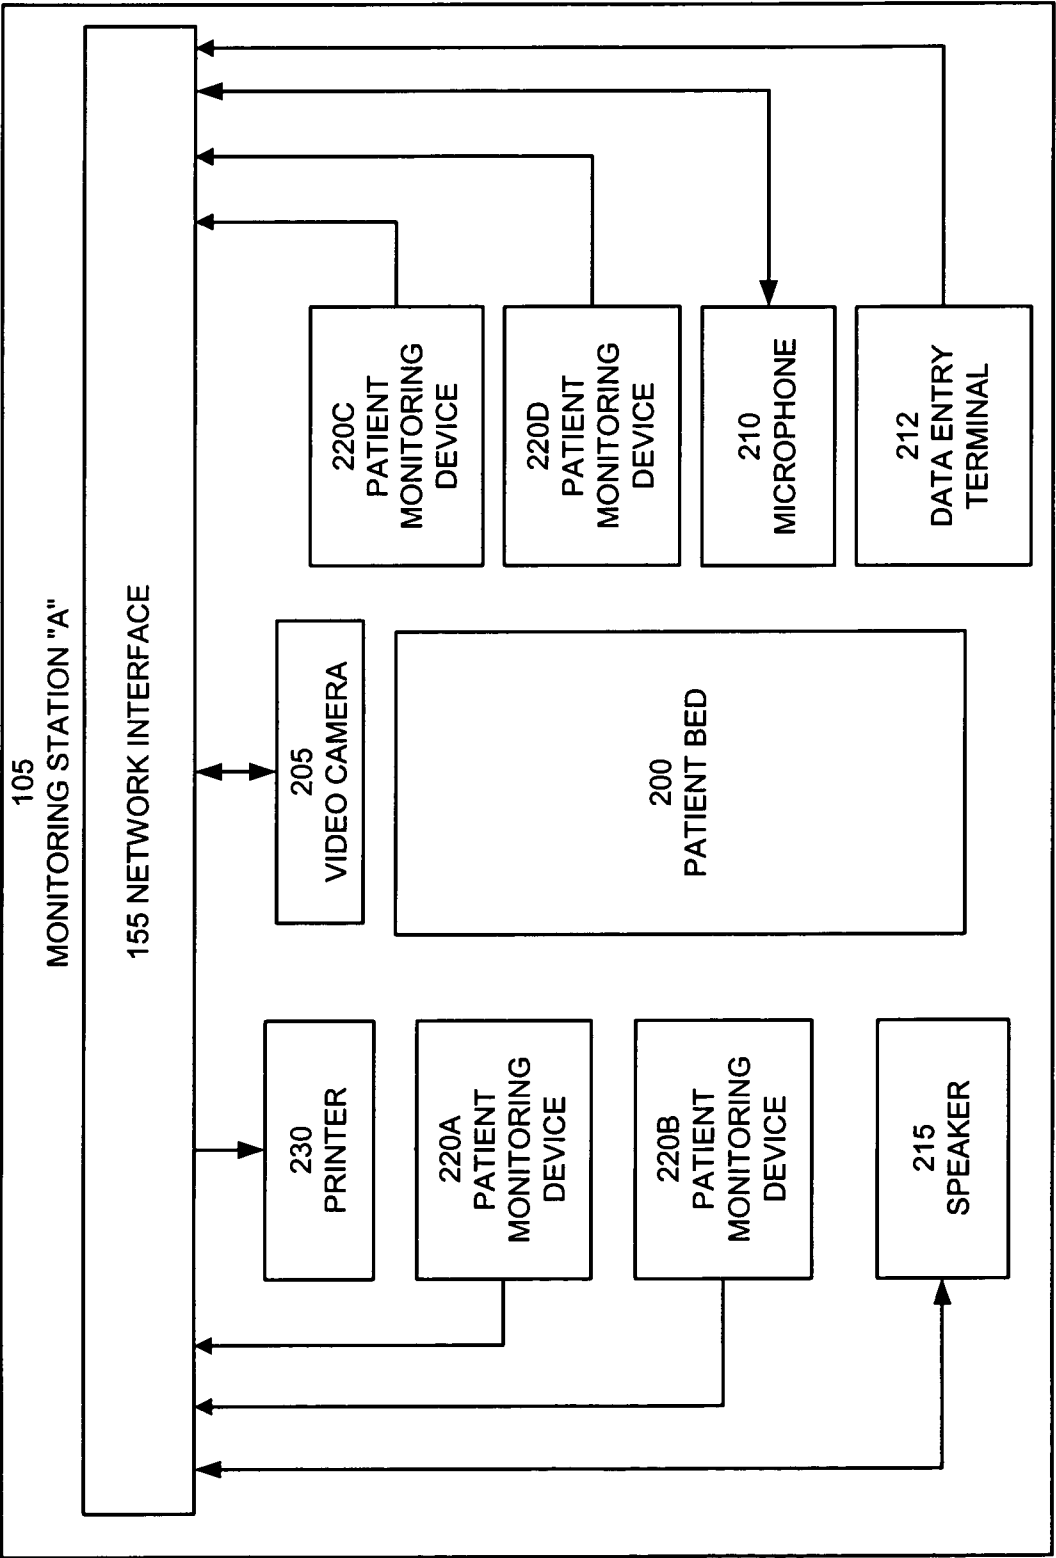 105
MONITORING STATION "A"
155 NETWORK INTERFACE
230
PRINTER
220A
PATIENT
MONITORING
DEVICE
220B
PATIENT
MONITORING
DEVICE
215
SPEAKER
205
VIDEO CAMERA
200
PATIENT BED
220C
PATIENT
MONITORING
DEVICE
220D
PATIENT
MONITORING
DEVICE
210
MICROPHONE
212
DATA ENTRY
TERMINAL